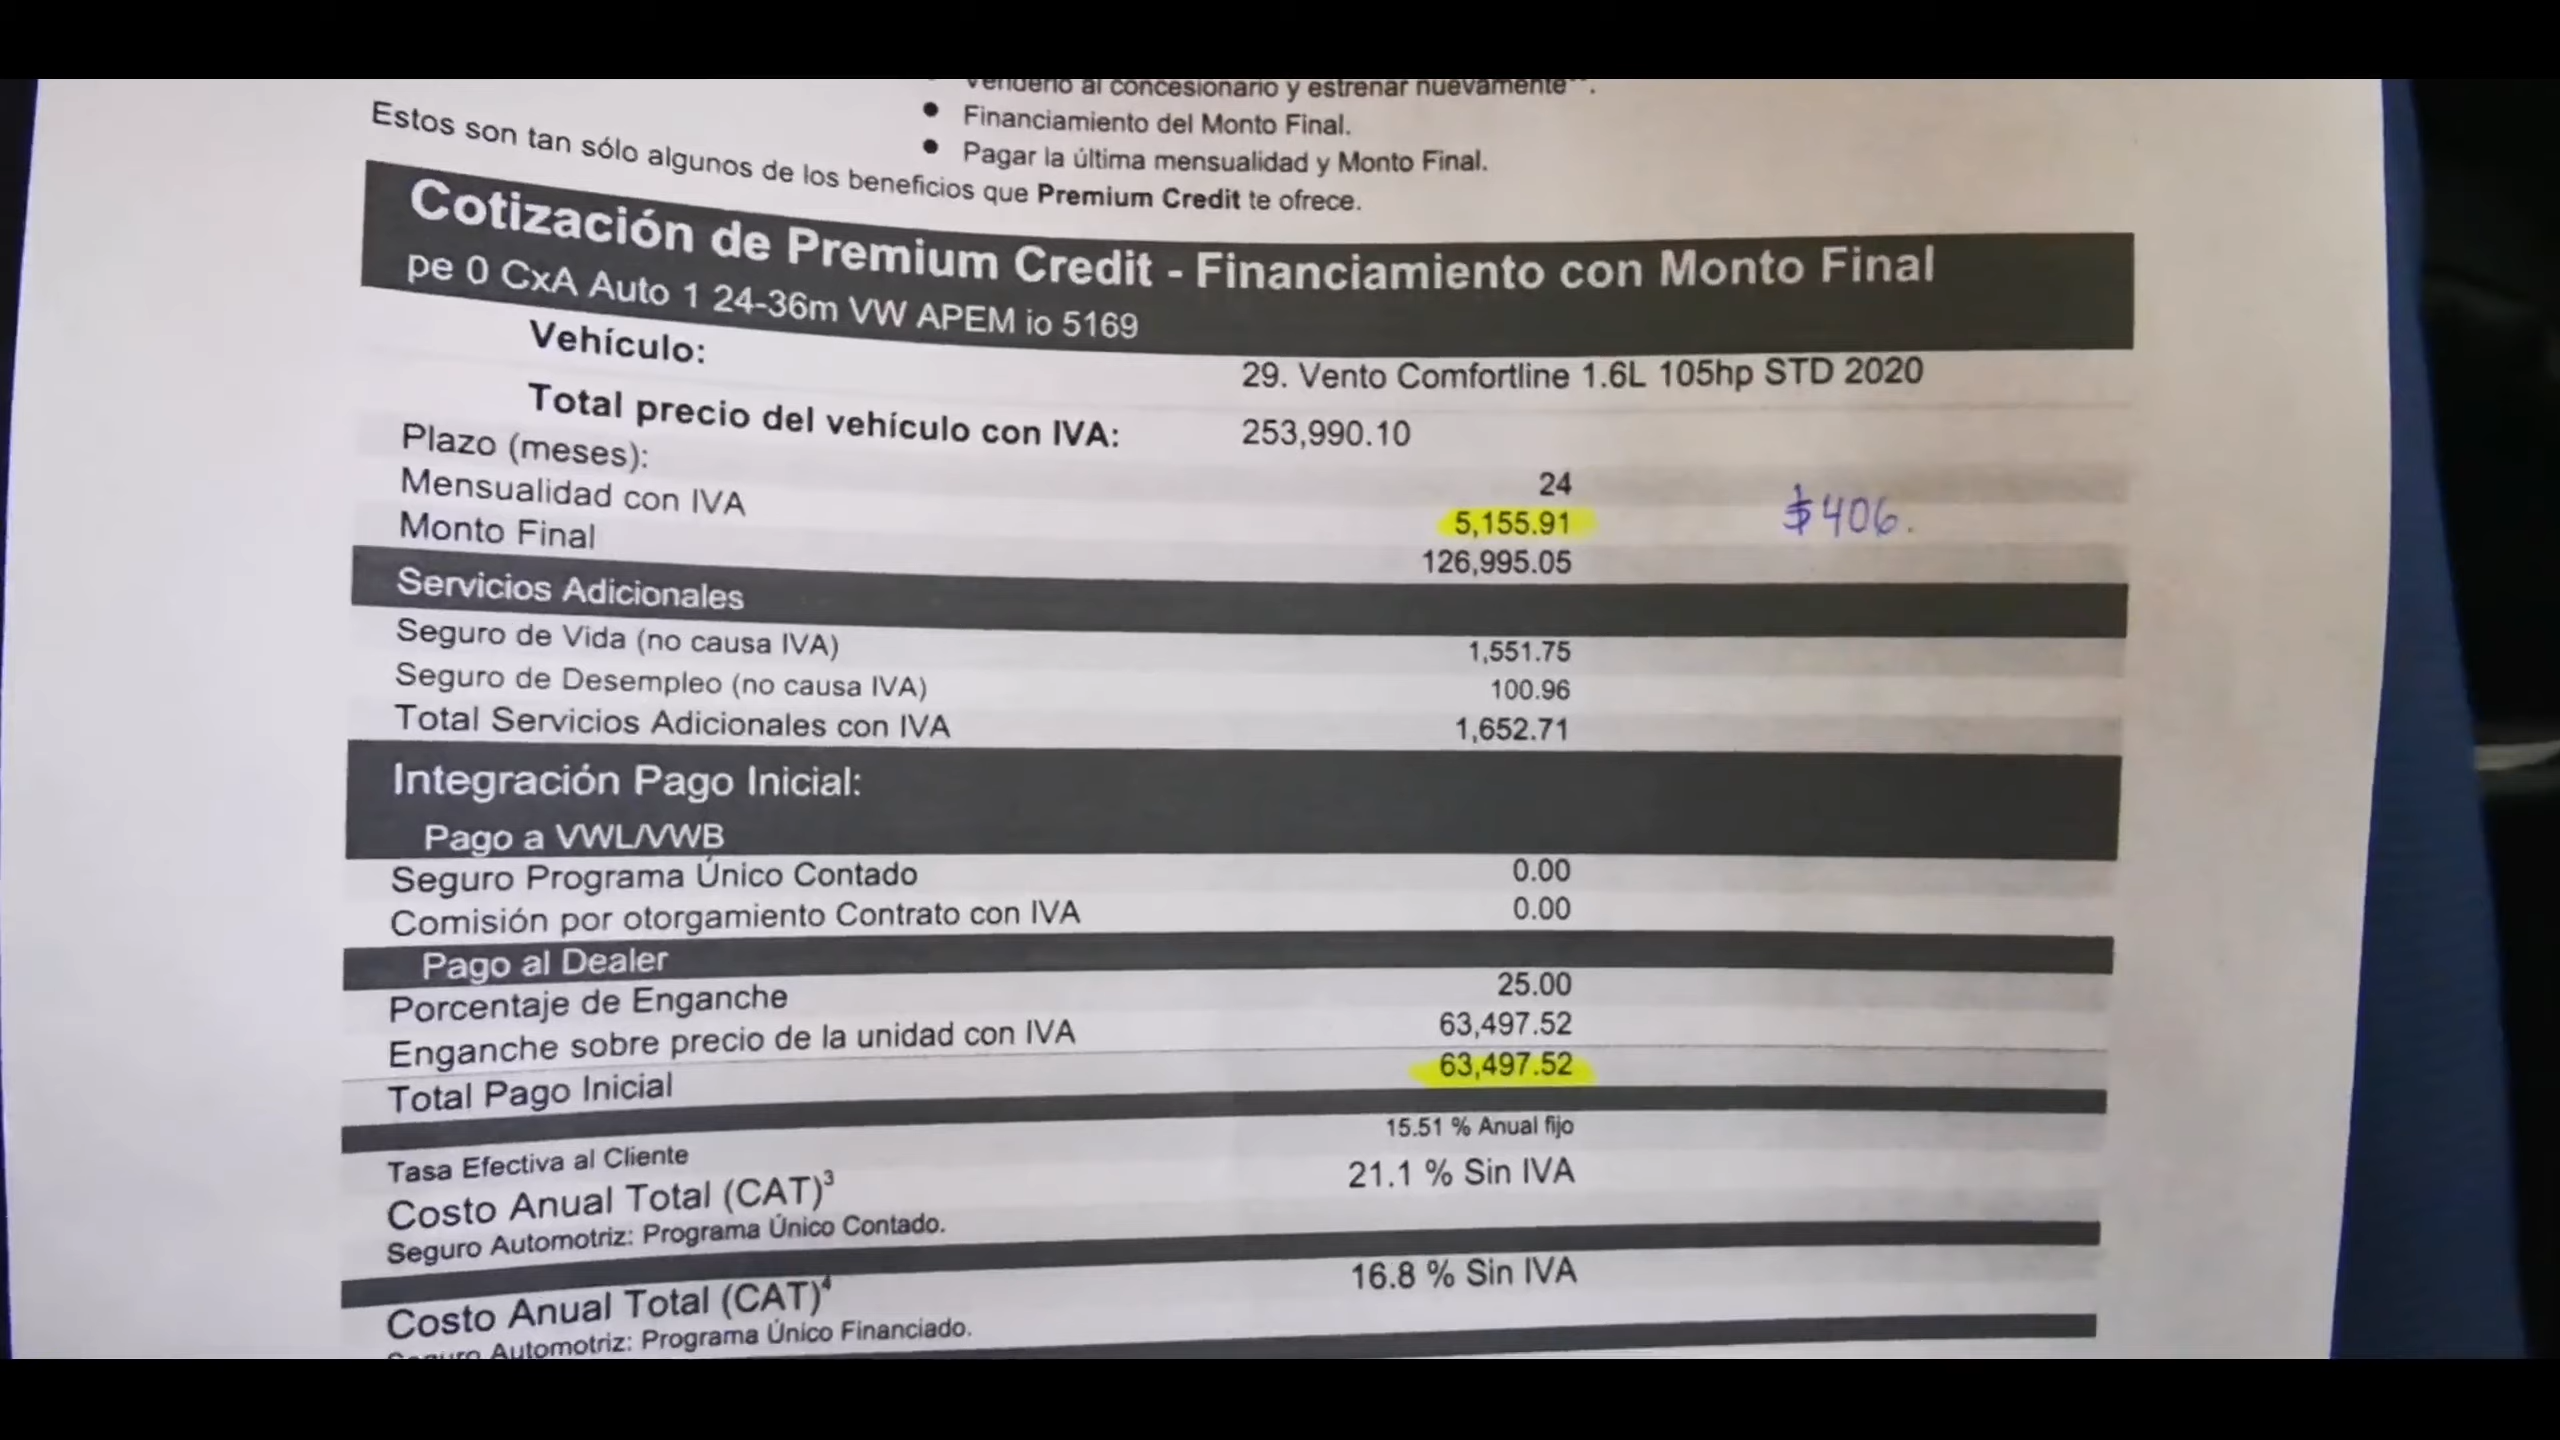 Venderlo al concesionario y estrenar nuevamente**.
● Financiamiento del Monto Final.
● Pagar la última mensualidad y Monto Final.
Estos son tan sólo algunos de los beneficios que Premium Credit te ofrece.
Cotización de Premium Credit - Financiamiento con Monto Final
pe 0 CxA Auto 1 24-36m VW APEM io 5169
Vehículo: 29. Vento Comfortline 1.6L 105hp STD 2020
Total precio del vehículo con IVA: 253,990.10
Plazo (meses): 24
Mensualidad con IVA 5,155.91 $406.
Monto Final 126,995.05
Servicios Adicionales
Seguro de Vida (no causa IVA) 1,551.75
Seguro de Desempleo (no causa IVA) 100.96
Total Servicios Adicionales con IVA 1,652.71
Integración Pago Inicial:
Pago a VWL/VWB
Seguro Programa Único Contado 0.00
Comisión por otorgamiento Contrato con IVA 0.00
Pago al Dealer
Porcentaje de Enganche 25.00
Enganche sobre precio de la unidad con IVA 63,497.52
Total Pago Inicial 63,497.52
Tasa Efectiva al Cliente 15.51 % Anual fijo
Costo Anual Total (CAT)³ 21.1 % Sin IVA
Seguro Automotriz: Programa Único Contado.
Costo Anual Total (CAT)⁴ 16.8 % Sin IVA
Seguro Automotriz: Programa Único Financiado.